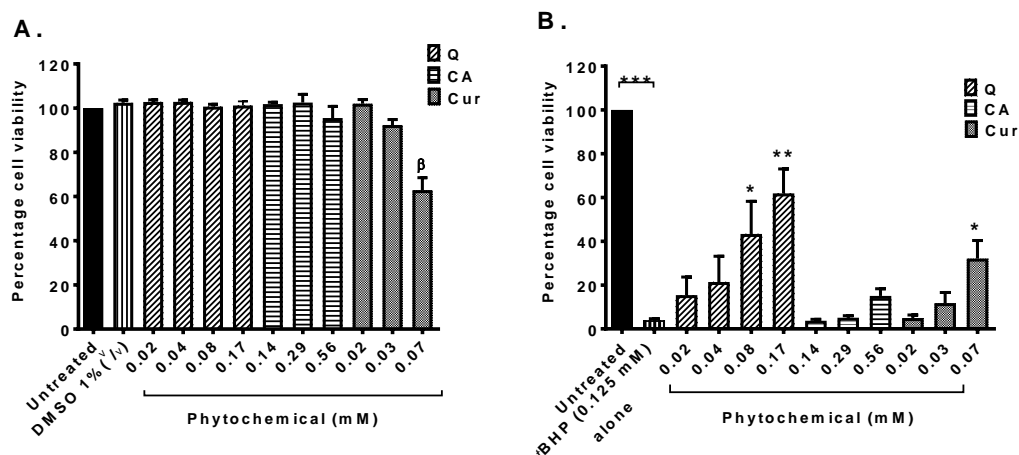 A.
Percentage cell viability
120
100
80
60
40
20
0
Q
CA
Cur
β
Untreated
DMSO 1% (v/v)
0.02
0.04
0.08
0.17
0.14
0.29
0.56
0.02
0.03
0.07
Phytochemical (mM)
B.
Percentage cell viability
120
100
80
60
40
20
0
***
Q
CA
Cur
*
**
*
Untreated
tBHP (0.125 mM)
alone
0.02
0.04
0.08
0.17
0.14
0.29
0.56
0.02
0.03
0.07
Phytochemical (mM)